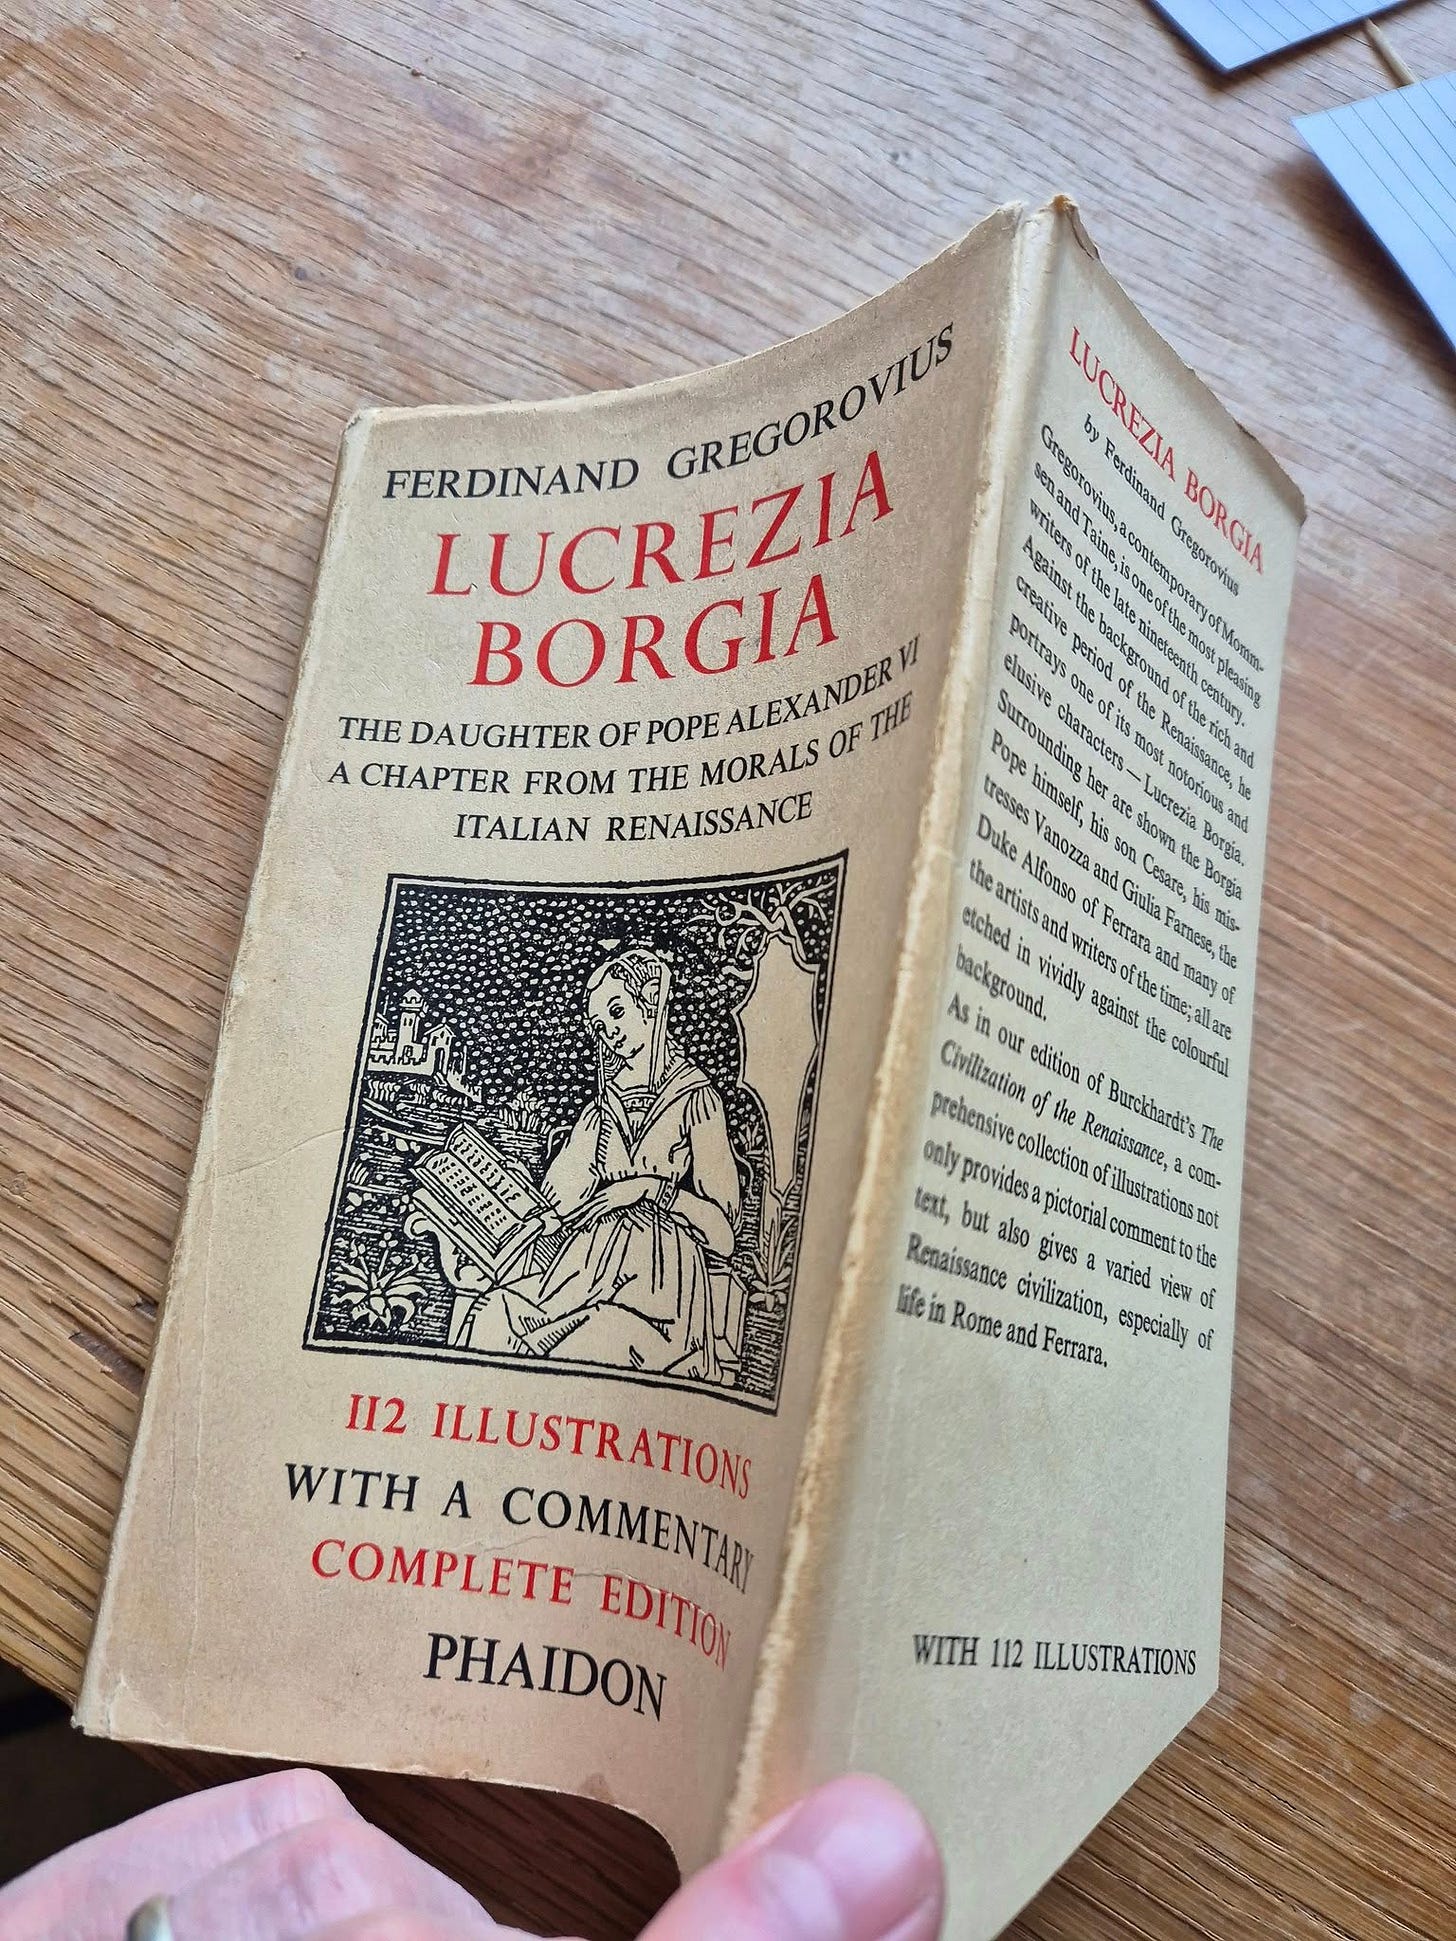 FERDINAND GREGOROVIUS
LUCREZIA
BORGIA
THE DAUGHTER OF POPE ALEXANDER VI
A CHAPTER FROM THE MORALS OF THE
ITALIAN RENAISSANCE
112 ILLUSTRATIONS
WITH A COMMENTARY
COMPLETE EDITION
PHAIDON
LUCREZIA BORGIA
by Ferdinand Gregorovius
Gregorovius, a contemporary of Momm-
sen and Taine, is one of the most pleasing
writers of the late nineteenth century.
Against the background of the rich and
creative period of the Renaissance, he
portrays one of its most notorious and
elusive characters — Lucrezia Borgia.
Surrounding her are shown the Borgia
Pope himself, his son Cesare, his mis-
tresses Vanozza and Giulia Farnese, the
Duke Alfonso of Ferrara and many of
the artists and writers of the time; all are
etched in vividly against the colourful
background.
As in our edition of Burckhardt's The
Civilization of the Renaissance, a com-
prehensive collection of illustrations not
only provides a pictorial comment to the
text, but also gives a varied view of
Renaissance civilization, especially of
life in Rome and Ferrara.
WITH 112 ILLUSTRATIONS